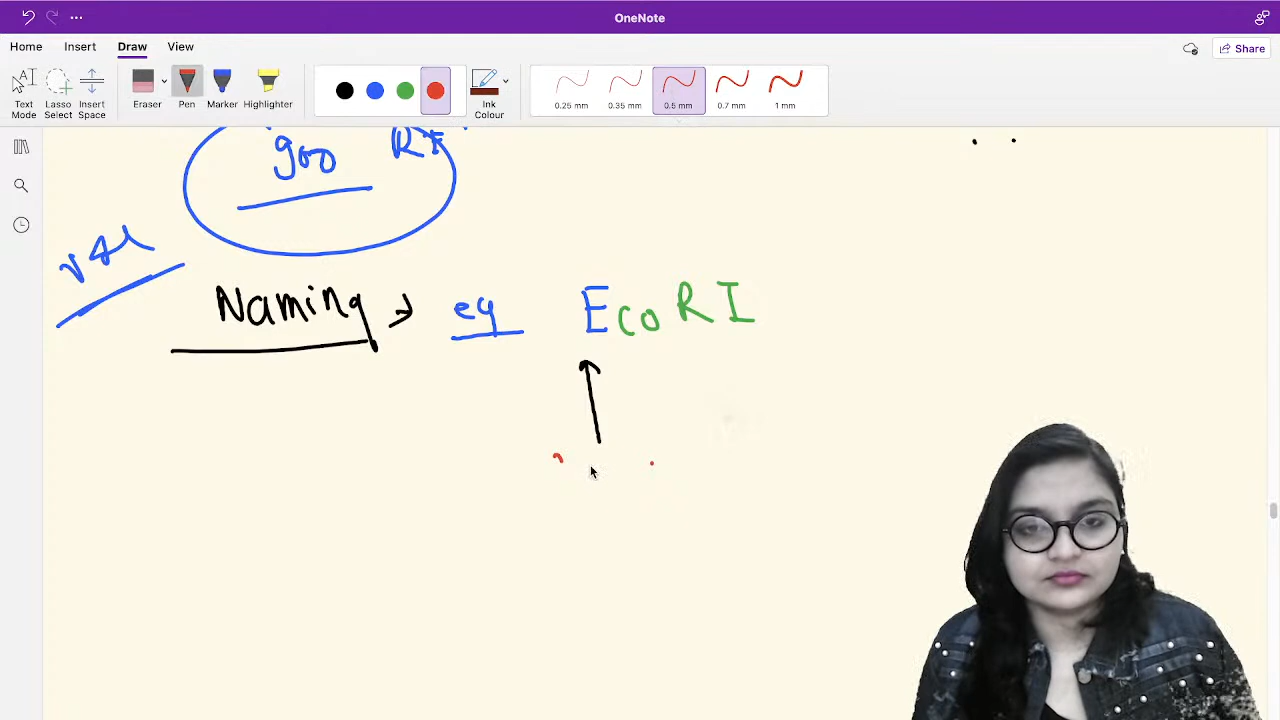 OneNote
Home Insert Draw View
Share
Text Mode
Lasso Select
Insert Space
Eraser
Pen
Marker
Highlighter
Ink Colour
0.25 mm
0.35 mm
0.5 mm
0.7 mm
1 mm
900 R
Naming → eg EcoRI